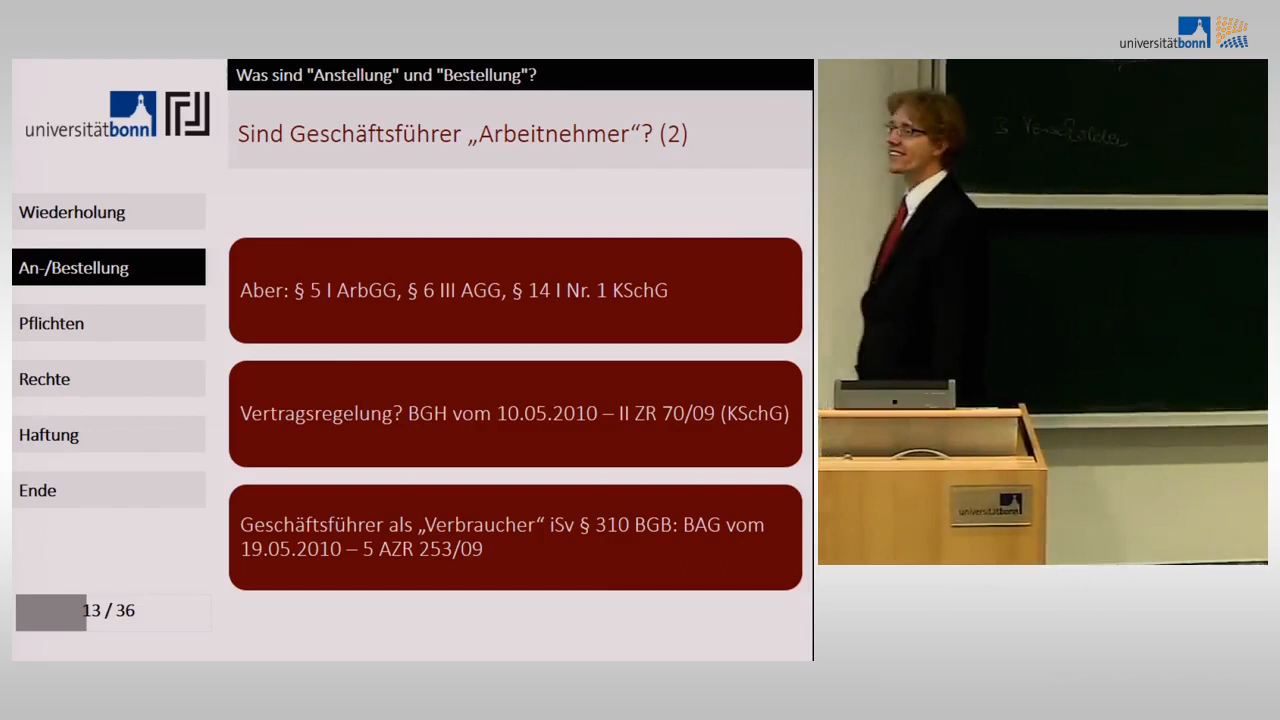 universitätbonn
Was sind "Anstellung" und "Bestellung"?
universitätbonn
Sind Geschäftsführer „Arbeitnehmer“? (2)
Wiederholung
An-/Bestellung
Pflichten
Rechte
Haftung
Ende
13 / 36
Aber: § 5 I ArbGG, § 6 III AGG, § 14 I Nr. 1 KSchG
Vertragsregelung? BGH vom 10.05.2010 – II ZR 70/09 (KSchG)
Geschäftsführer als „Verbraucher“ iSv § 310 BGB: BAG vom
19.05.2010 – 5 AZR 253/09
3
universitätbonn